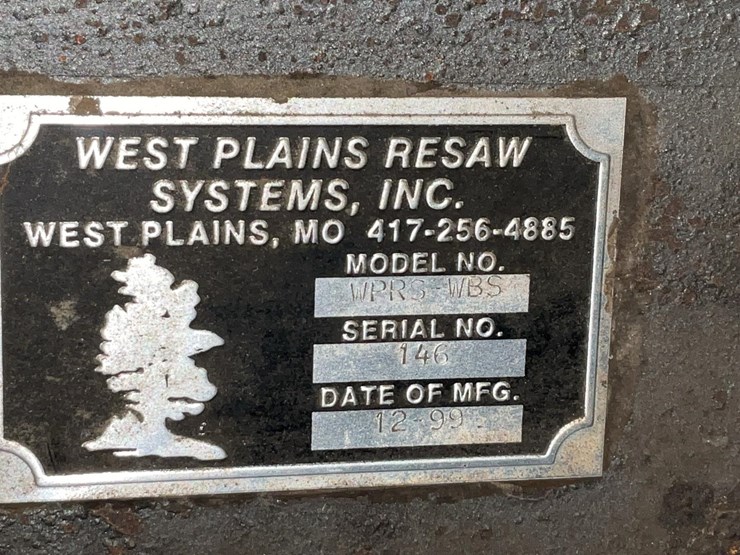 WEST PLAINS RESAW
SYSTEMS, INC.
WEST PLAINS, MO 417-256-4885
MODEL NO.
WPRS-WBS
SERIAL NO.
146
DATE OF MFG.
12-99